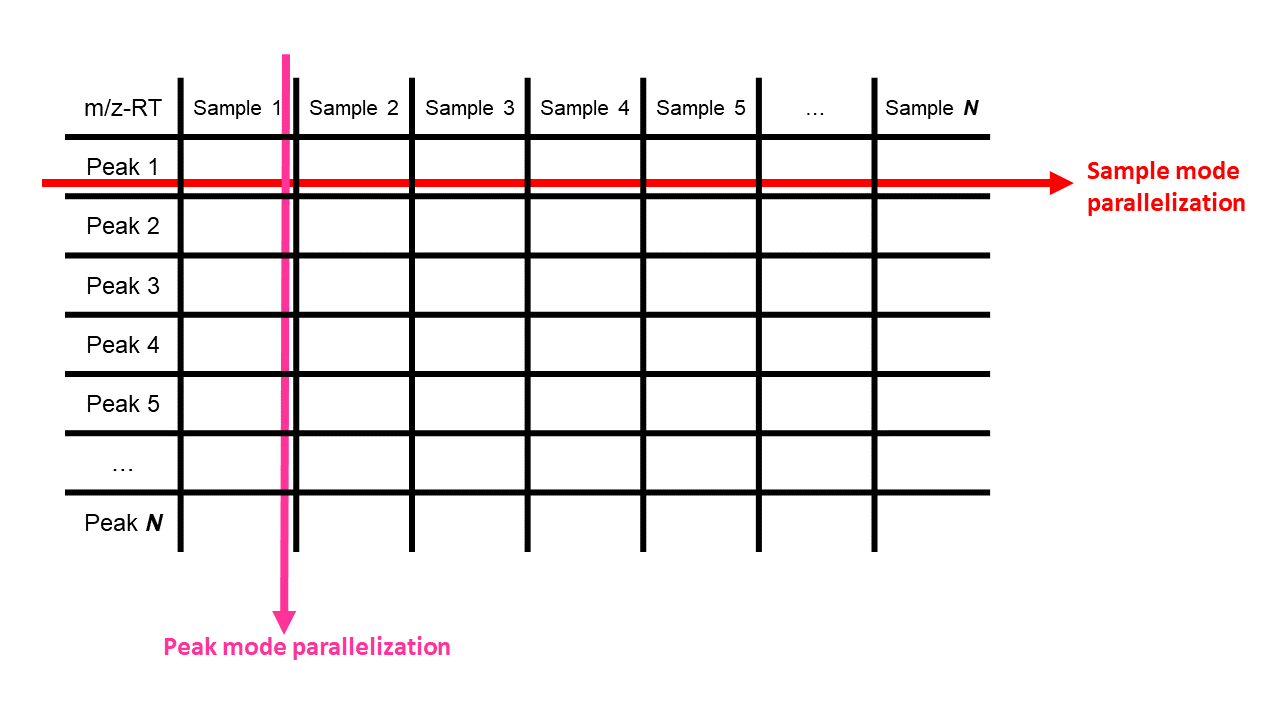 m/z-RT Sample 1 Sample 2 Sample 3 Sample 4 Sample 5 ... Sample N
Peak 1
Sample mode
parallelization
Peak 2
Peak 3
Peak 4
Peak 5
...
Peak N
Peak mode parallelization